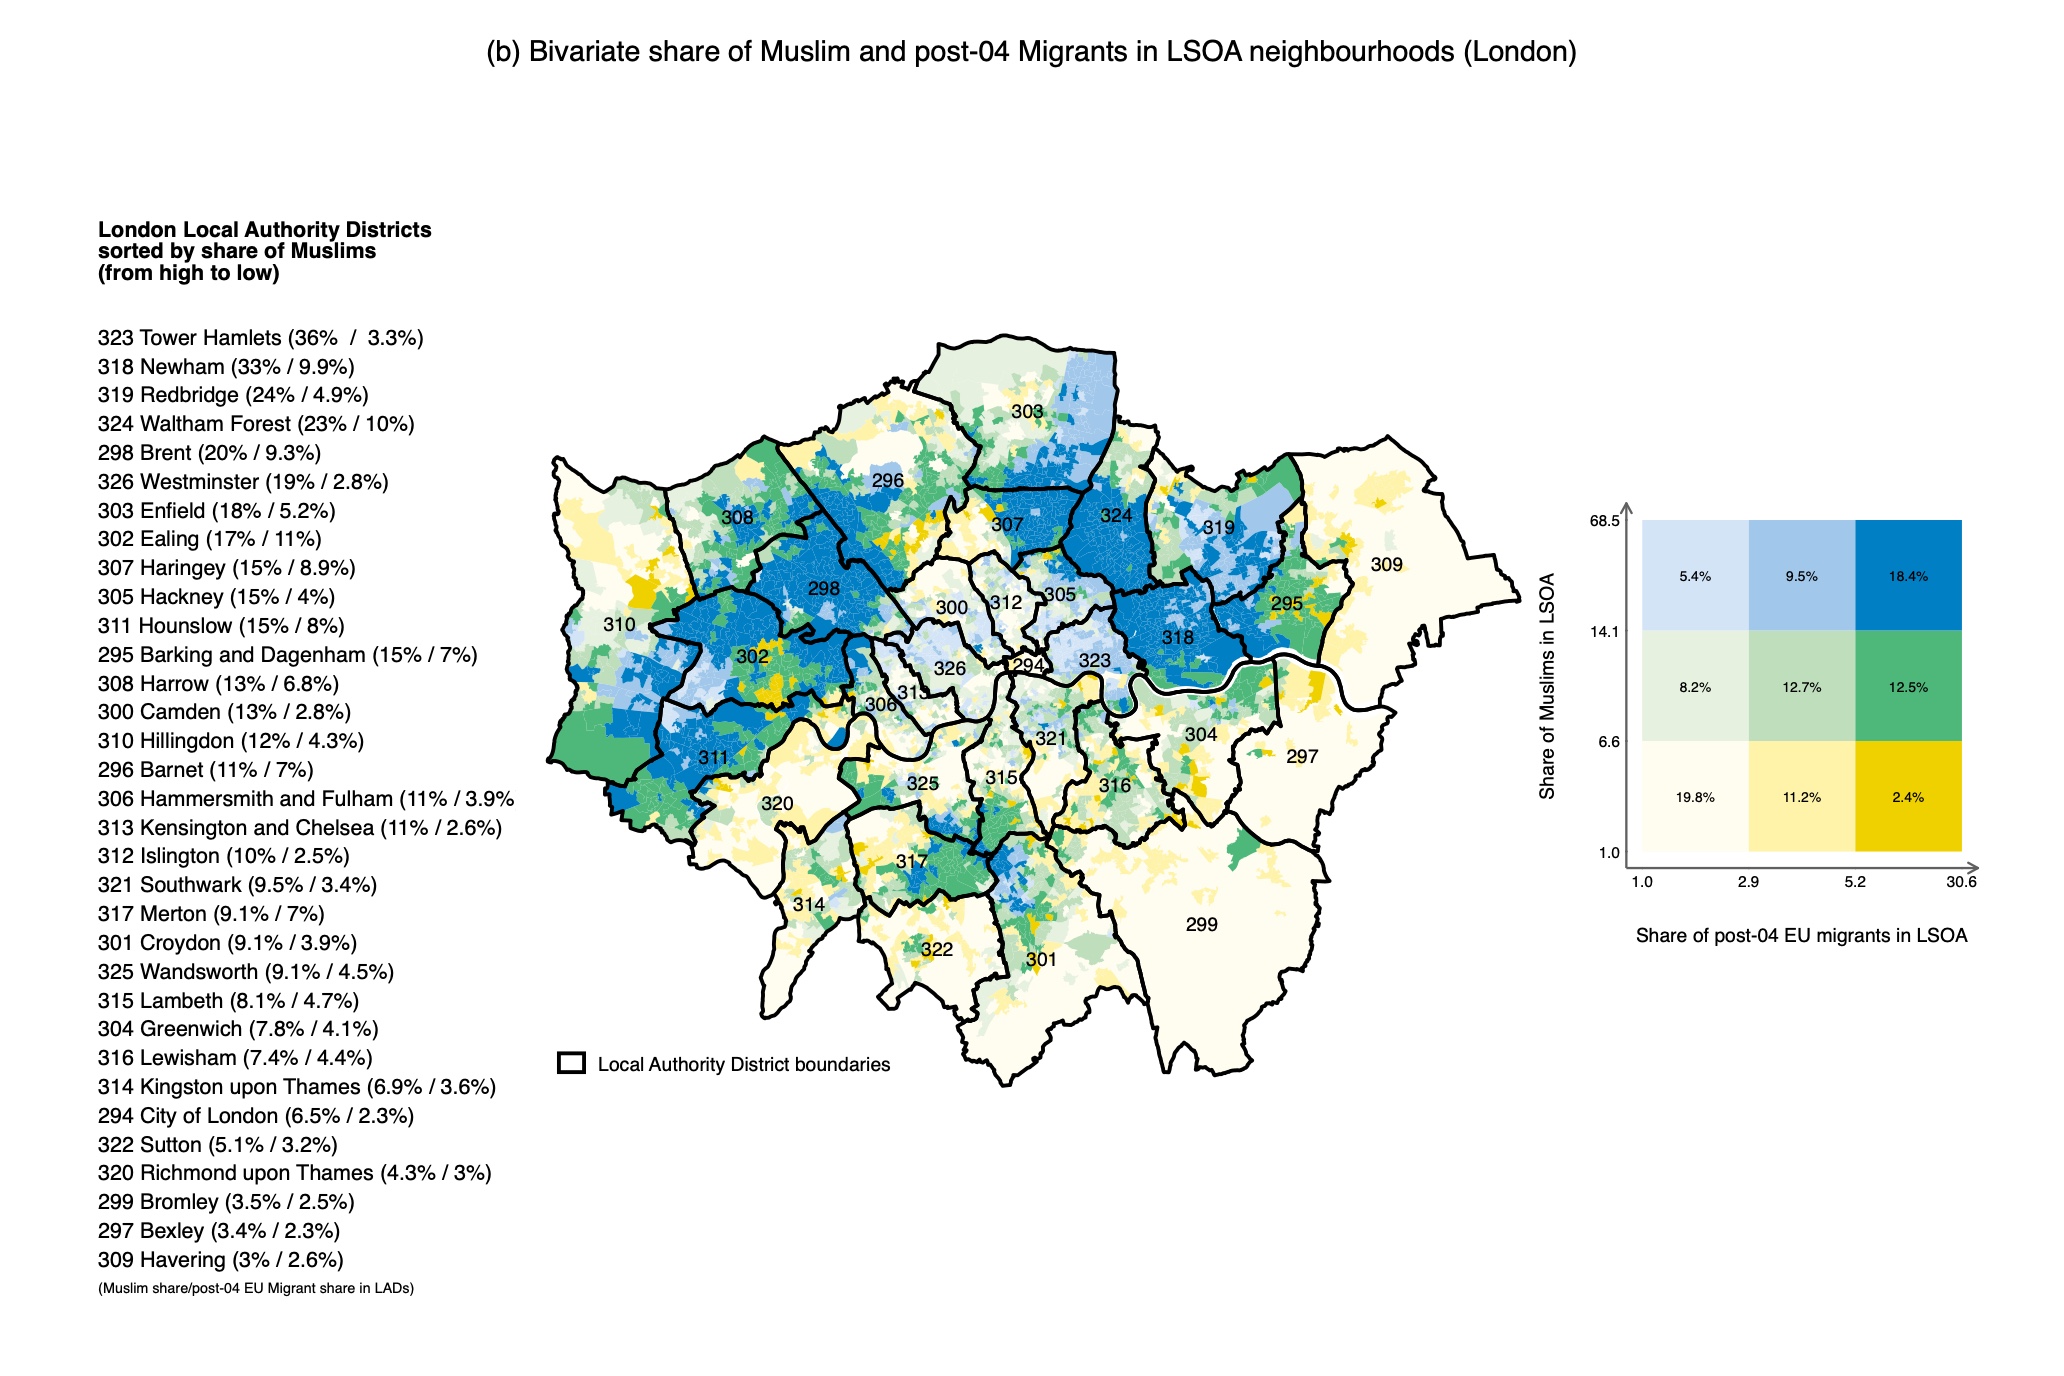 (b) Bivariate share of Muslim and post-04 Migrants in LSOA neighbourhoods (London)
London Local Authority Districts
sorted by share of Muslims
(from high to low)
323 Tower Hamlets (36%  /  3.3%)
318 Newham (33% / 9.9%)
319 Redbridge (24% / 4.9%)
324 Waltham Forest (23% / 10%)
298 Brent (20% / 9.3%)
326 Westminster (19% / 2.8%)
303 Enfield (18% / 5.2%)
302 Ealing (17% / 11%)
307 Haringey (15% / 8.9%)
305 Hackney (15% / 4%)
311 Hounslow (15% / 8%)
295 Barking and Dagenham (15% / 7%)
308 Harrow (13% / 6.8%)
300 Camden (13% / 2.8%)
310 Hillingdon (12% / 4.3%)
296 Barnet (11% / 7%)
306 Hammersmith and Fulham (11% / 3.9%
313 Kensington and Chelsea (11% / 2.6%)
312 Islington (10% / 2.5%)
321 Southwark (9.5% / 3.4%)
317 Merton (9.1% / 7%)
301 Croydon (9.1% / 3.9%)
325 Wandsworth (9.1% / 4.5%)
315 Lambeth (8.1% / 4.7%)
304 Greenwich (7.8% / 4.1%)
316 Lewisham (7.4% / 4.4%)
314 Kingston upon Thames (6.9% / 3.6%)
294 City of London (6.5% / 2.3%)
322 Sutton (5.1% / 3.2%)
320 Richmond upon Thames (4.3% / 3%)
299 Bromley (3.5% / 2.5%)
297 Bexley (3.4% / 2.3%)
309 Havering (3% / 2.6%)
(Muslim share/post-04 EU Migrant share in LADs)
303
296
308
307
324
319
309
298
300
312
305
295
310
318
302
326
294
323
313
306
311
321
304
297
320
325
315
316
317
314
322
301
299
Local Authority District boundaries
Share of Muslims in LSOA
68.5
14.1
6.6
1.0
5.4%
9.5%
18.4%
8.2%
12.7%
12.5%
19.8%
11.2%
2.4%
1.0
2.9
5.2
30.6
Share of post-04 EU migrants in LSOA